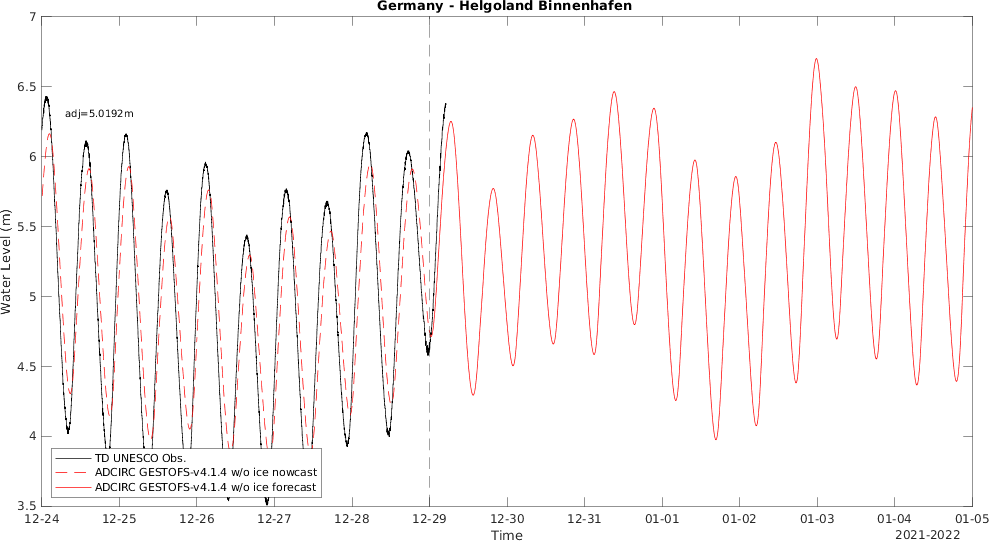 Germany - Helgoland Binnenhafen
7
6.5
6
5.5
5
4.5
4
3.5
Water Level (m)
adj=5.0192m
TD UNESCO Obs.
ADCIRC GESTOFS-v4.1.4 w/o ice nowcast
ADCIRC GESTOFS-v4.1.4 w/o ice forecast
12-24 12-25 12-26 12-27 12-28 12-29 12-30 12-31 01-01 01-02 01-03 01-04 01-05
Time
2021-2022